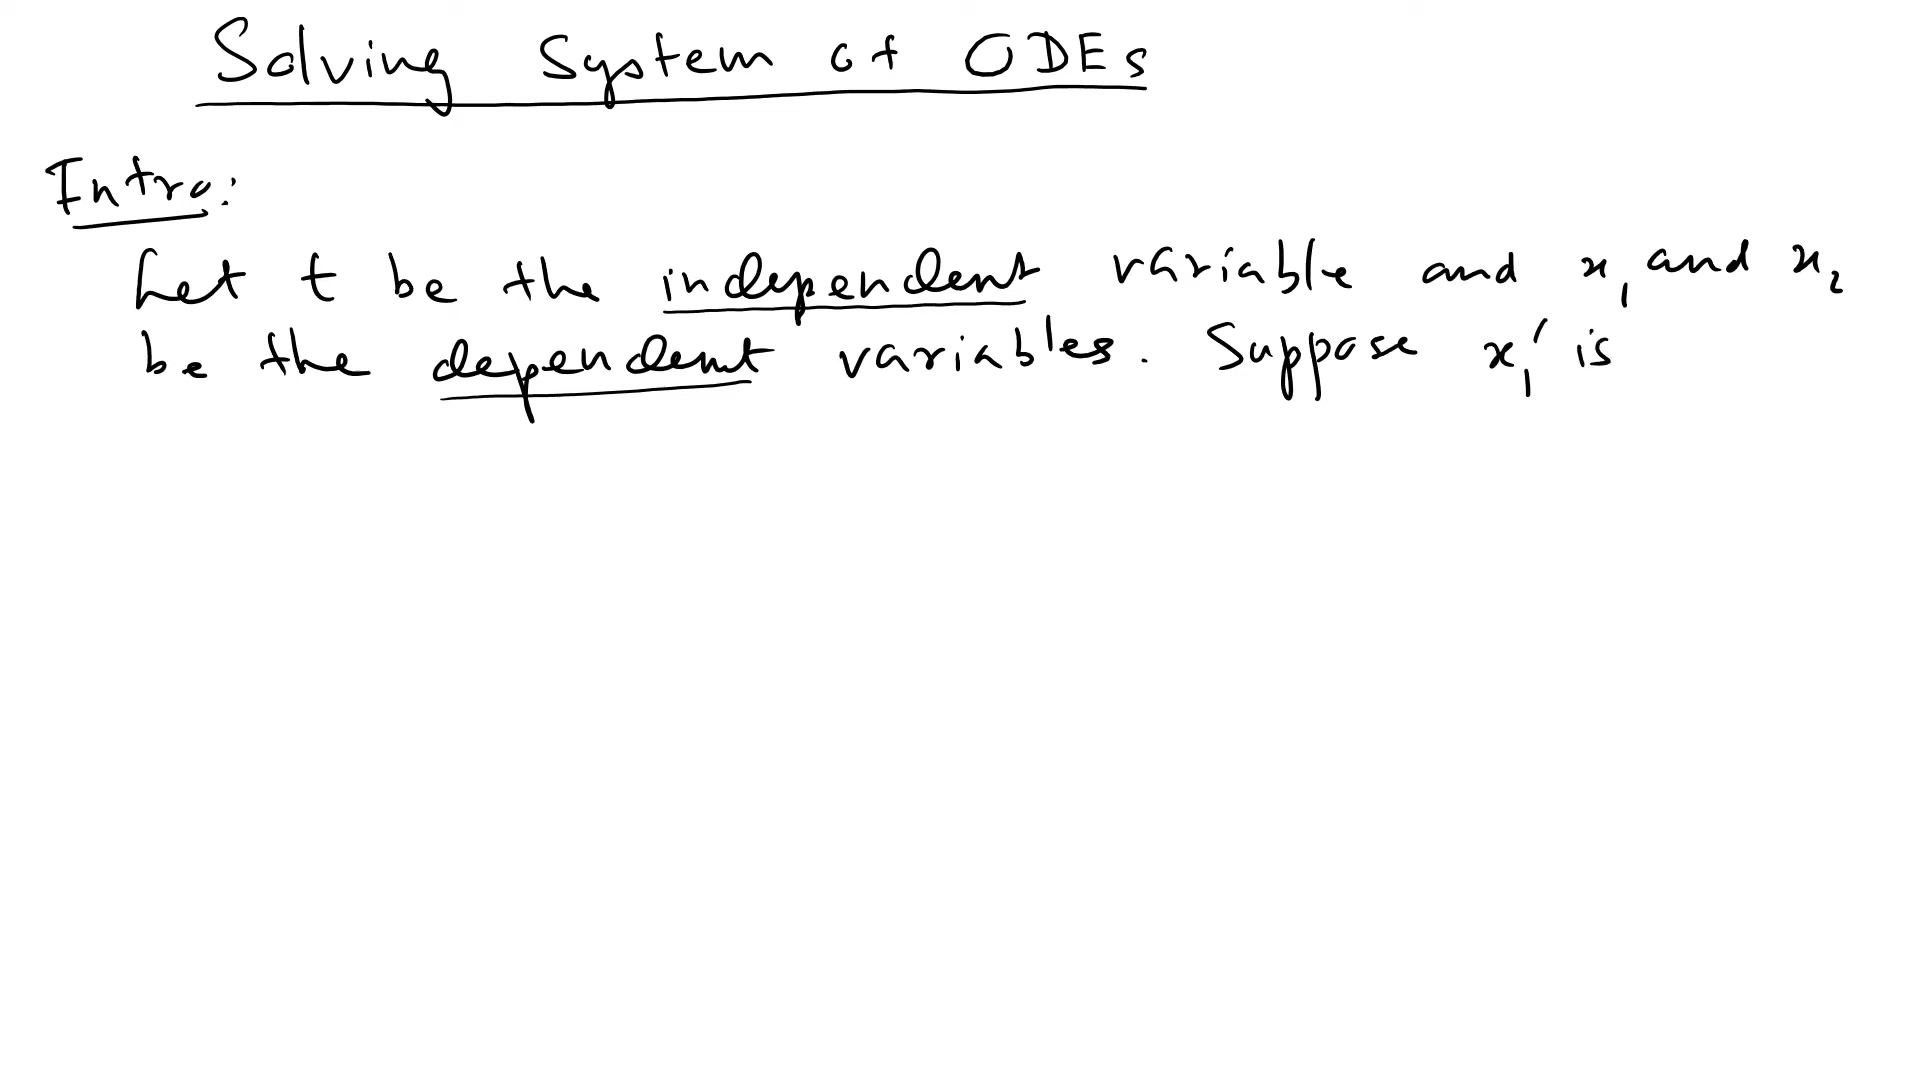 Solving System of ODEs
Intro:
Let t be the independent variable and x₁ and x₂
be the dependent variables. Suppose x₁′ is